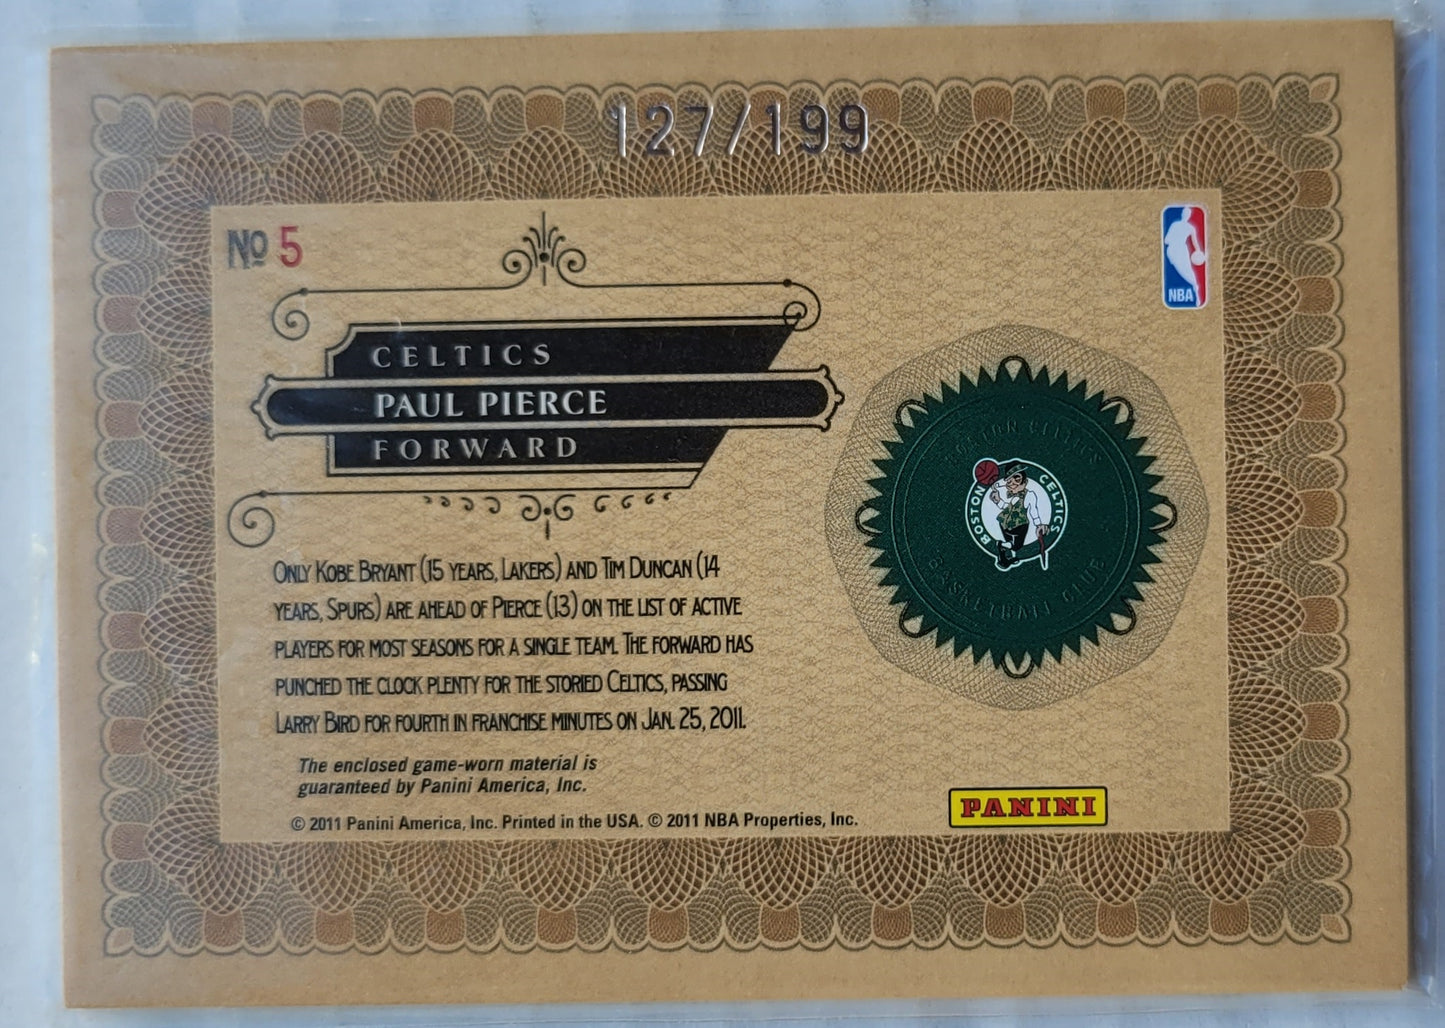 127/199
No 5
NBA
CELTICS
PAUL PIERCE
FORWARD
BOSTON CELTICS
BOSTON CELTICS
BASKETBALL CLUB
ONLY KOBE BRYANT (15 YEARS, LAKERS) AND TIM DUNCAN (14
YEARS, SPURS) ARE AHEAD OF PIERCE (13) ON THE LIST OF ACTIVE
PLAYERS FOR MOST SEASONS FOR A SINGLE TEAM. THE FORWARD HAS
PUNCHED THE CLOCK PLENTY FOR THE STORIED CELTICS, PASSING
LARRY BIRD FOR FOURTH IN FRANCHISE MINUTES ON JAN. 25, 2011.
The enclosed game-worn material is
guaranteed by Panini America, Inc.
© 2011 Panini America, Inc. Printed in the USA. © 2011 NBA Properties, Inc.
PANINI